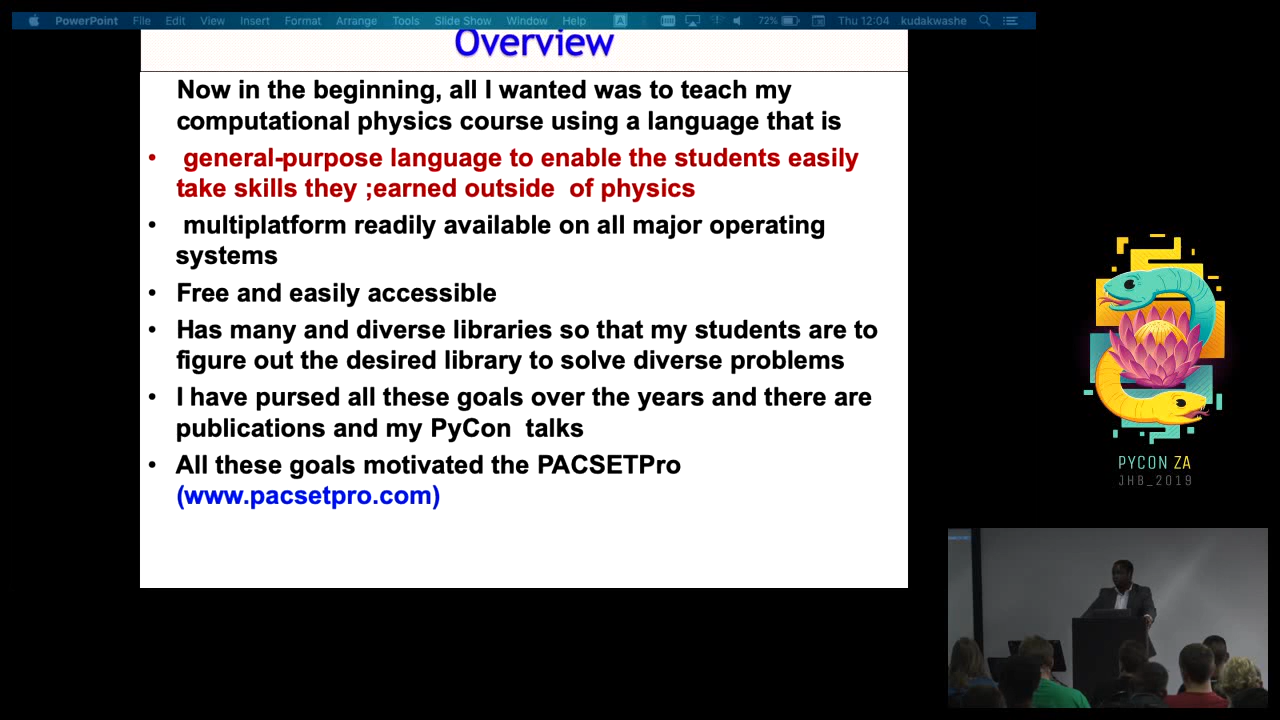 PowerPoint File Edit View Insert Format Arrange Tools Slide Show Window Help A 72% Thu 12:04 kudakwashe
Overview
Now in the beginning, all I wanted was to teach my
computational physics course using a language that is
• general-purpose language to enable the students easily
take skills they ;earned outside of physics
• multiplatform readily available on all major operating
systems
• Free and easily accessible
• Has many and diverse libraries so that my students are to
figure out the desired library to solve diverse problems
• I have pursed all these goals over the years and there are
publications and my PyCon talks
• All these goals motivated the PACSETPro
(www.pacsetpro.com)
PYCON ZA
JHB_2019